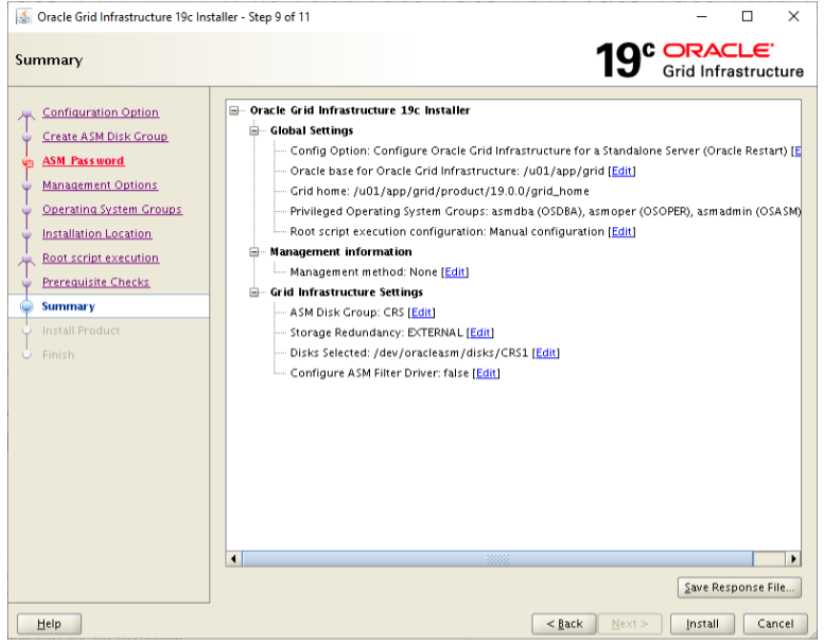 Oracle Grid Infrastructure 19c Installer - Step 9 of 11
Summary
19c ORACLE
Grid Infrastructure
Configuration Option
Create ASM Disk Group
ASM Password
Management Options
Operating System Groups
Installation Location
Root script execution
Prerequisite Checks
Summary
Install Product
Finish
Oracle Grid Infrastructure 19c Installer
Global Settings
Config Option: Configure Oracle Grid Infrastructure for a Standalone Server (Oracle Restart) [E
Oracle base for Oracle Grid Infrastructure: /u01/app/grid [Edit]
Grid home: /u01/app/grid/product/19.0.0/grid_home
Privileged Operating System Groups: asmdba (OSDBA), asmoper (OSOPER), asmadmin (OSASM)
Root script execution configuration: Manual configuration [Edit]
Management information
Management method: None [Edit]
Grid Infrastructure Settings
ASM Disk Group: CRS [Edit]
Storage Redundancy: EXTERNAL [Edit]
Disks Selected: /dev/oracleasm/disks/CRS1 [Edit]
Configure ASM Filter Driver: false [Edit]
Save Response File...
Help
< Back
Next >
Install
Cancel